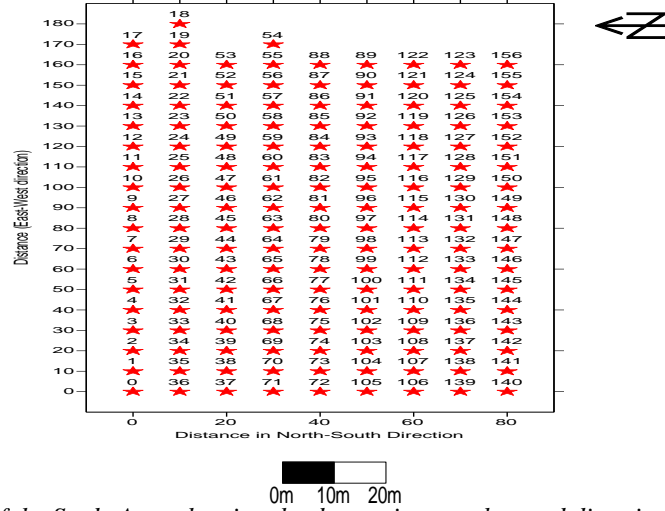 18
180
17 19 54
170
16 20 53 55 88 89 122 123 156
160
15 21 52 56 87 90 121 124 155
150
14 22 51 57 86 91 120 125 154
140
13 23 50 58 85 92 119 126 153
130
12 24 49 59 84 93 118 127 152
120
11 25 48 60 83 94 117 128 151
110
10 26 47 61 82 95 116 129 150
100
9 27 46 62 81 96 115 130 149
90
8 28 45 63 80 97 114 131 148
80
7 29 44 64 79 98 113 132 147
70
6 30 43 65 78 99 112 133 146
60
5 31 42 66 77 100 111 134 145
50
4 32 41 67 76 101 110 135 144
40
3 33 40 68 75 102 109 136 143
30
2 34 39 69 74 103 108 137 142
20
1 35 38 70 73 104 107 138 141
10
0 36 37 71 72 105 106 139 140
0
Distance (East-West direction)
0 20 40 60 80
Distance in North-South Direction
N
0m 10m 20m